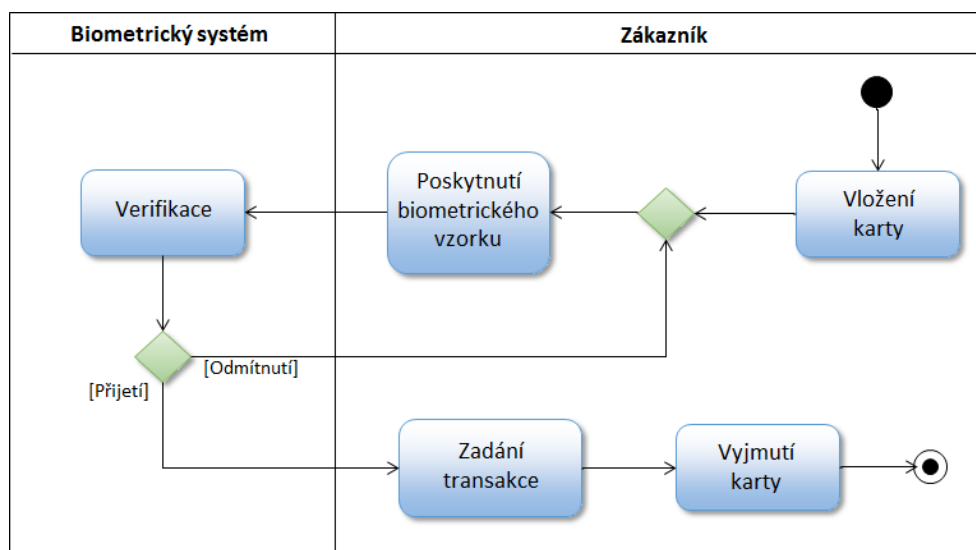 Biometrický systém
Zákazník
Verifikace
Poskytnutí
biometrického
vzorku
Vložení
karty
[Odmítnutí]
[Přijetí]
Zadání
transakce
Vyjmutí
karty